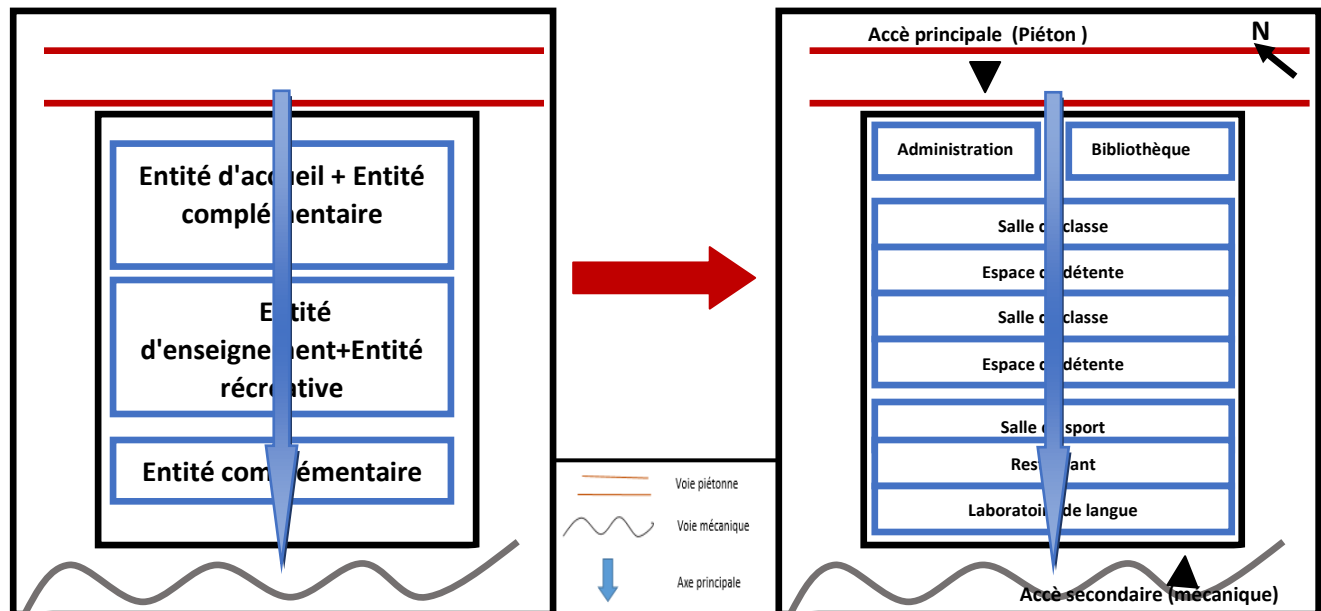 Entité d'accueil + Entité
complémentaire
Entité
d'enseignement+Entité
récréative
Entité complémentaire
Voie piétonne
Voie mécanique
Axe principale
Accè principale (Piéton )
N
Administration
Bibliothèque
Salle de classe
Espace de détente
Salle de classe
Espace de détente
Salle de sport
Restaurant
Laboratoire de langue
Accè secondaire (mécanique)